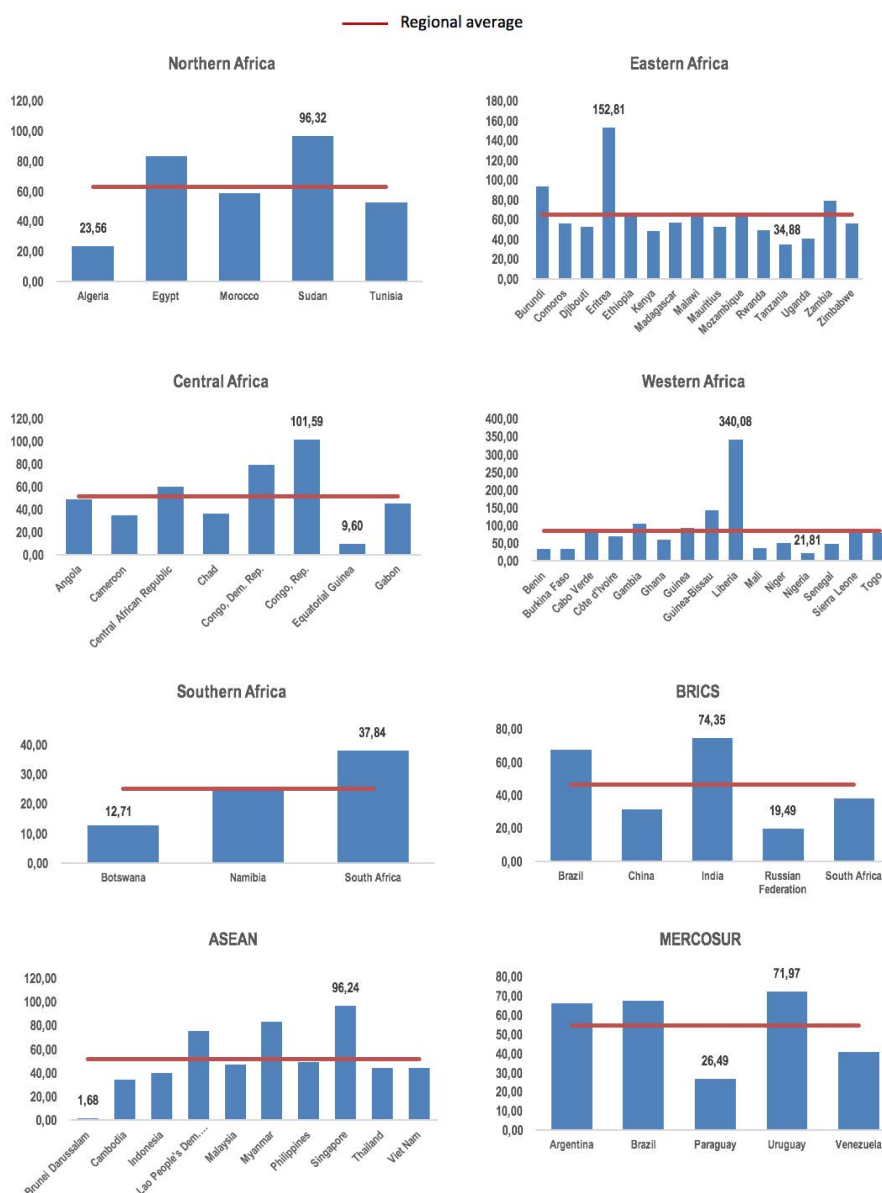 Regional average
Northern Africa
120,00
100,00
80,00
60,00
40,00
20,00
0,00
23,56
96,32
Algeria
Egypt
Morocco
Sudan
Tunisia
Eastern Africa
180,00
160,00
140,00
120,00
100,00
80,00
60,00
40,00
20,00
0,00
152,81
34,88
Burundi
Comoros
Djibouti
Eritrea
Ethiopia
Kenya
Madagascar
Malawi
Mauritius
Mozambique
Rwanda
Tanzania
Uganda
Zambia
Zimbabwe
Central Africa
120,00
100,00
80,00
60,00
40,00
20,00
0,00
101,59
9,60
Angola
Cameroon
Central African Republic
Chad
Congo, Dem. Rep.
Congo, Rep.
Equatorial Guinea
Gabon
Western Africa
400,00
350,00
300,00
250,00
200,00
150,00
100,00
50,00
0,00
340,08
21,81
Benin
Burkina Faso
Cabo Verde
Côte d'Ivoire
Gambia
Ghana
Guinea
Guinea-Bissau
Liberia
Mali
Niger
Nigeria
Senegal
Sierra Leone
Togo
Southern Africa
40,00
30,00
20,00
10,00
0,00
12,71
37,84
Botswana
Namibia
South Africa
BRICS
80,00
60,00
40,00
20,00
0,00
74,35
19,49
Brazil
China
India
Russian
Federation
South Africa
ASEAN
120,00
100,00
80,00
60,00
40,00
20,00
0,00
1,68
96,24
Brunei Darussalam
Cambodia
Indonesia
Lao People's Dem....
Malaysia
Myanmar
Philippines
Singapore
Thailand
Viet Nam
MERCOSUR
80,00
70,00
60,00
50,00
40,00
30,00
20,00
10,00
0,00
26,49
71,97
Argentina
Brazil
Paraguay
Uruguay
Venezuela